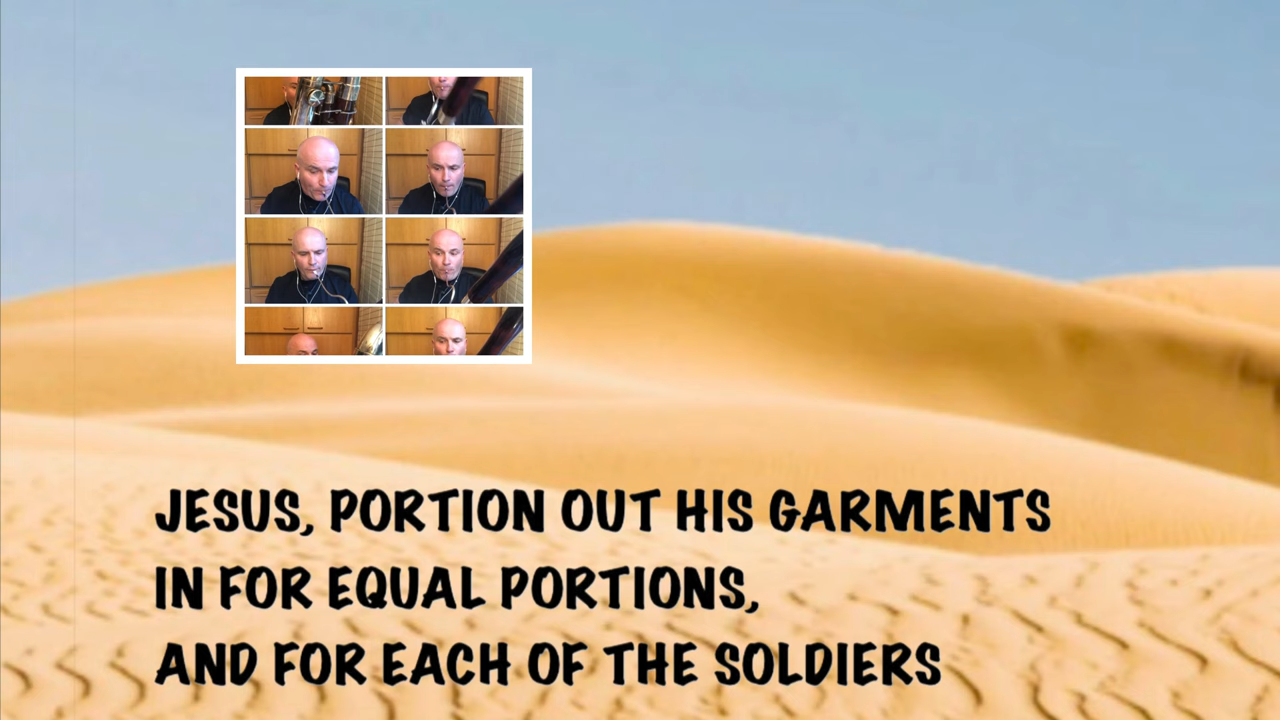 JESUS, PORTION OUT HIS GARMENTS
IN FOR EQUAL PORTIONS,
AND FOR EACH OF THE SOLDIERS